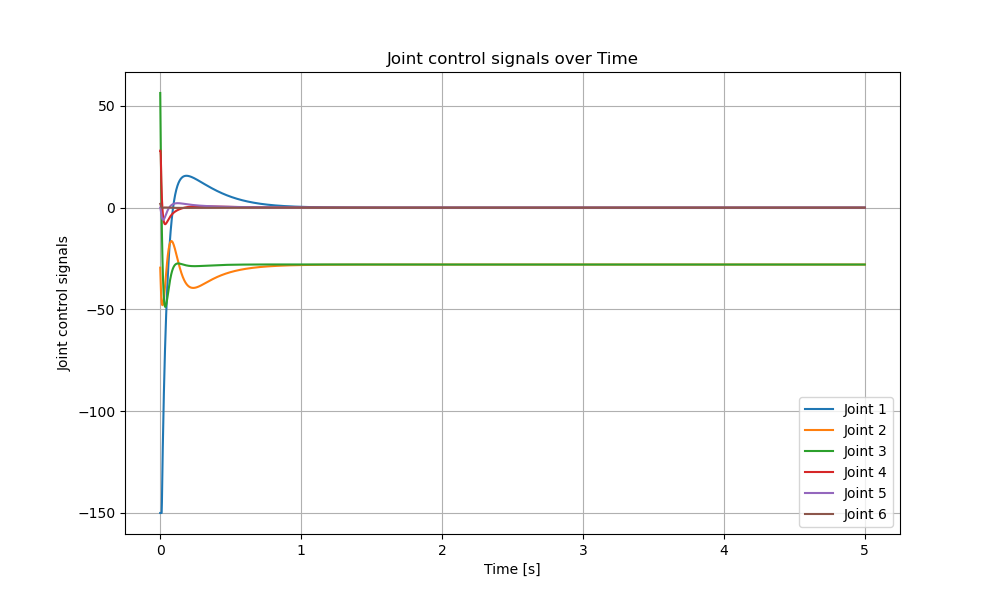 Joint control signals over Time
Joint control signals
50
0
−50
−100
−150
0 1 2 3 4 5
Time [s]
Joint 1
Joint 2
Joint 3
Joint 4
Joint 5
Joint 6